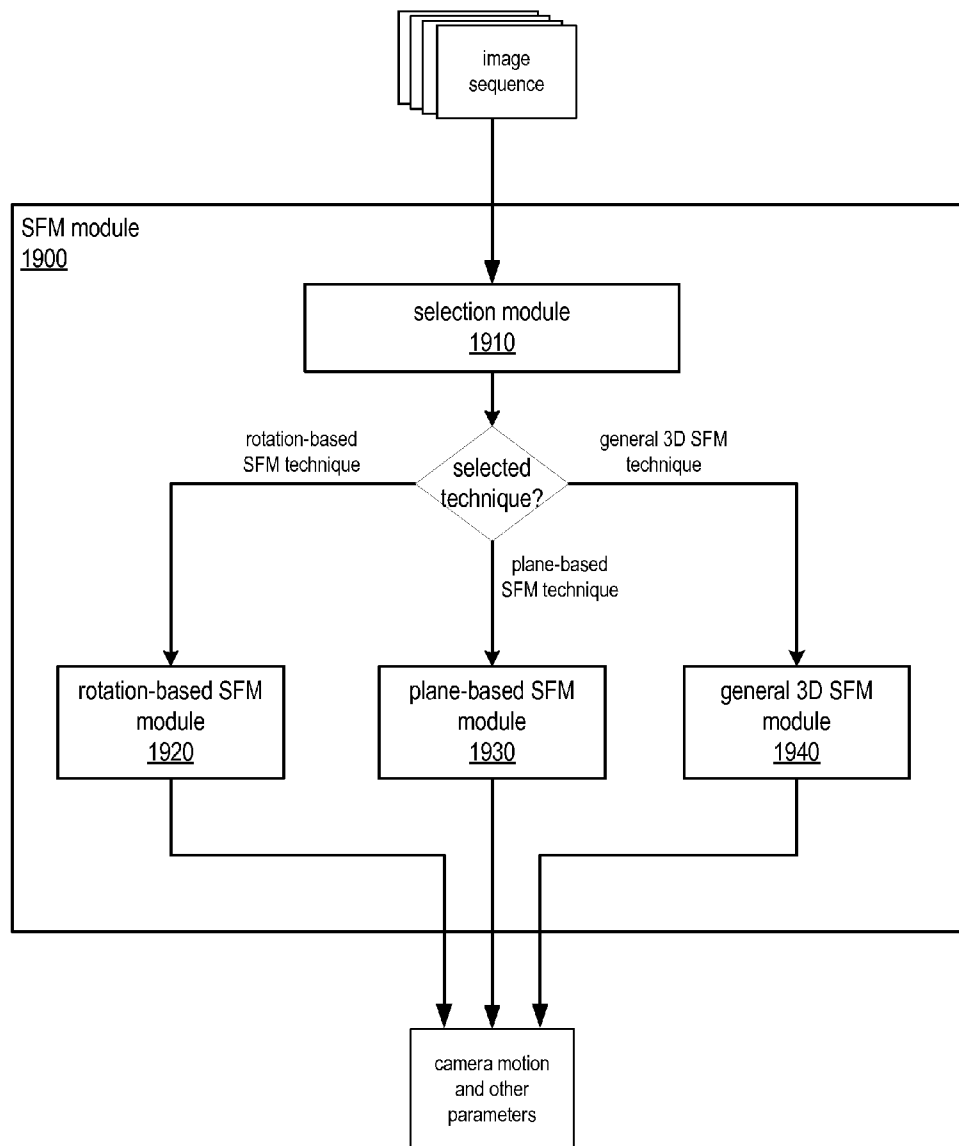 image
sequence
SFM module
1900
selection module
1910
rotation-based
SFM technique
general 3D SFM
technique
selected
technique?
plane-based
SFM technique
rotation-based SFM
module
1920
plane-based SFM
module
1930
general 3D SFM
module
1940
camera motion
and other
parameters